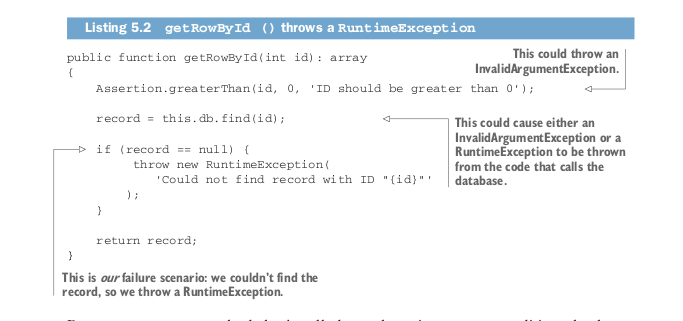 Listing 5.2 getRowById () throws a RuntimeException
public function getRowById(int id): array
{
Assertion.greaterThan(id, 0, 'ID should be greater than 0');
This could throw an
InvalidArgumentException.
record = this.db.find(id);
This could cause either an
InvalidArgumentException or a
RuntimeException to be thrown
from the code that calls the
database.
if (record == null) {
throw new RuntimeException(
'Could not find record with ID "{id}"'
);
}
return record;
}
This is our failure scenario: we couldn't find the
record, so we throw a RuntimeException.